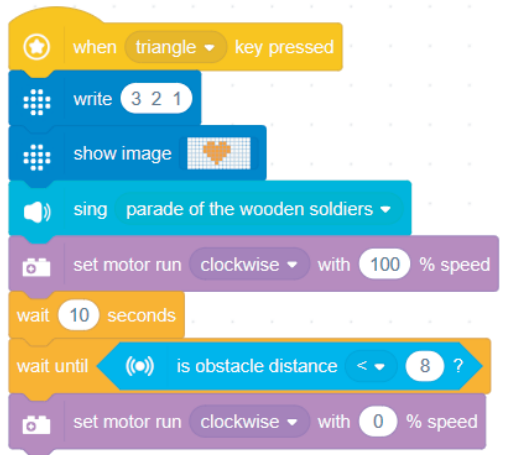 when triangle key pressed
write 3 2 1
show image
sing parade of the wooden soldiers
set motor run clockwise with 100 % speed
wait 10 seconds
wait until is obstacle distance < 8 ?
set motor run clockwise with 0 % speed